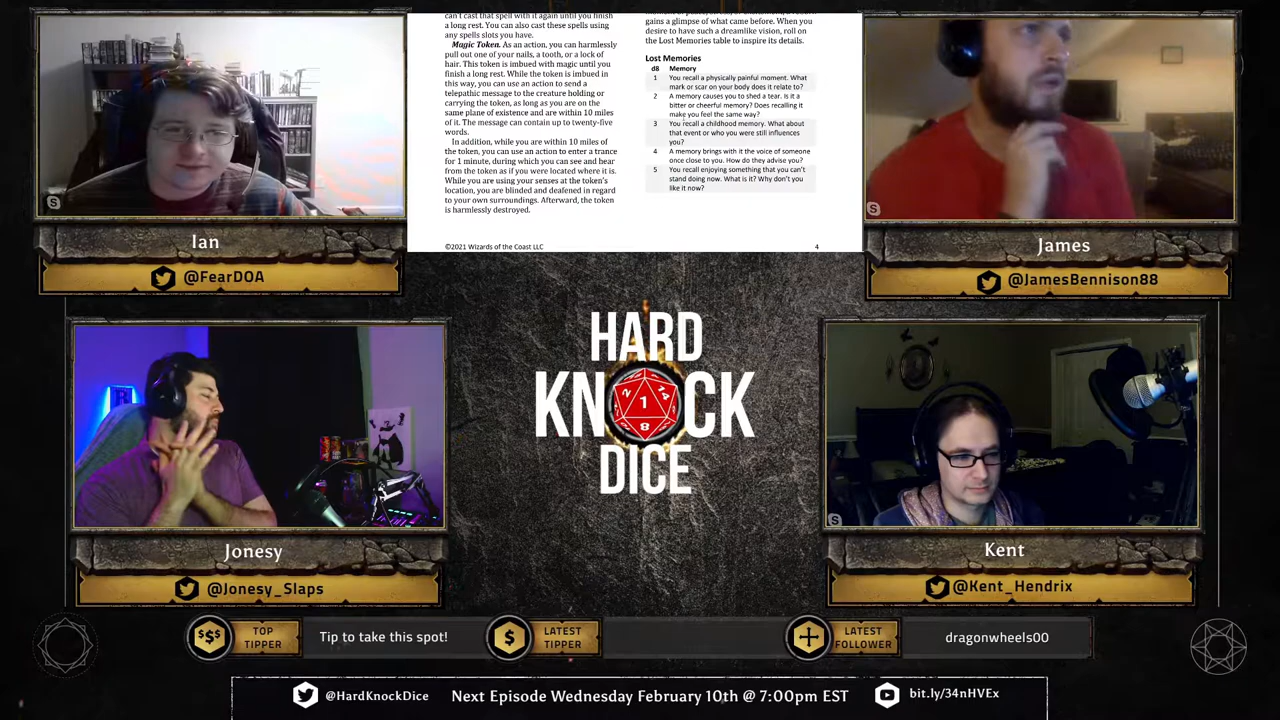 can't cast that spell with it again until you finish
a long rest. You can also cast these spells using
any spells slots you have.
Magic Token. As an action, you can harmlessly
pull out one of your nails, a tooth, or a lock of
hair. This token is imbued with magic until you
finish a long rest. While the token is imbued in
this way, you can use an action to send a
telepathic message to the creature holding or
carrying the token, as long as you are on the
same plane of existence and are within 10 miles
of it. The message can contain up to twenty-five
words.
In addition, while you are within 10 miles of
the token, you can use an action to enter a trance
for 1 minute, during which you can see and hear
from the token as if you were located where it is.
While you are using your senses at the token's
location, you are blinded and deafened in regard
to your own surroundings. Afterward, the token
is harmlessly destroyed.
gains a glimpse of what came before. When you
desire to have such a dreamlike vision, roll on
the Lost Memories table to inspire its details.
Lost Memories
d8 Memory
1 You recall a physically painful moment. What
mark or scar on your body does it relate to?
2 A memory causes you to shed a tear. Is it a
bitter or cheerful memory? Does recalling it
make you feel the same way?
3 You recall a childhood memory. What about
that event or who you were still influences
you?
4 A memory brings with it the voice of someone
once close to you. How do they advise you?
5 You recall enjoying something that you can't
stand doing now. What is it? Why don't you
like it now?
©2021 Wizards of the Coast LLC
4
Ian
@FearDOA
James
@JamesBennison88
HARD
KNOCK
DICE
2
14
1
8
Jonesy
@Jonesy_Slaps
Kent
@Kent_Hendrix
$$$ TOP
TIPPER
Tip to take this spot!
$ LATEST
TIPPER
LATEST
FOLLOWER
dragonwheels00
@HardKnockDice
Next Episode Wednesday February 10th @ 7:00pm EST
bit.ly/34nHVEx